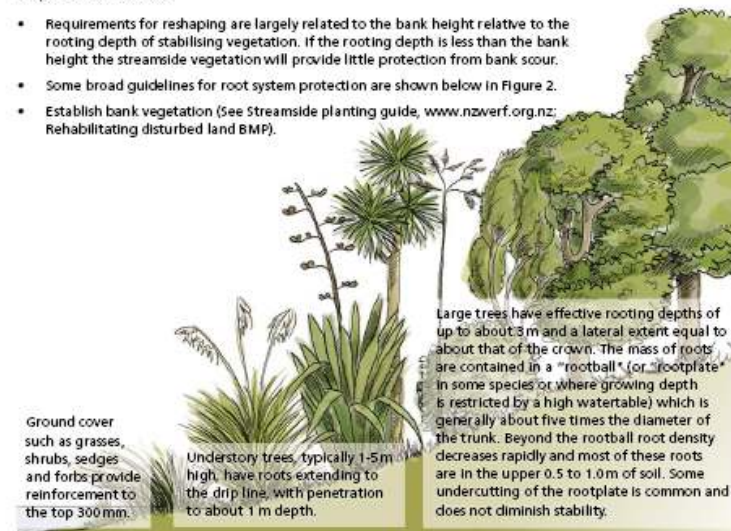 • Requirements for reshaping are largely related to the bank height relative to the
rooting depth of stabilising vegetation. If the rooting depth is less than the bank
height the streamside vegetation will provide little protection from bank scour.
• Some broad guidelines for root system protection are shown below in Figure 2.
• Establish bank vegetation (See Streamside planting guide, www.nzwerf.org.nz;
Rehabilitating disturbed land BMP).
Ground cover
such as grasses,
shrubs, sedges
and forbs provide
reinforcement to
the top 300 mm.
Understory trees, typically 1-5 m
high, have roots extending to
the drip line, with penetration
to about 1 m depth.
Large trees have effective rooting depths of
up to about 3 m and a lateral extent equal to
about that of the crown. The mass of roots
are contained in a "rootball" (or "rootplate"
in some species or where growing depth
is restricted by a high watertable) which is
generally about five times the diameter of
the trunk. Beyond the rootball root density
decreases rapidly and most of these roots
are in the upper 0.5 to 1.0 m of soil. Some
undercutting of the rootplate is common and
does not diminish stability.